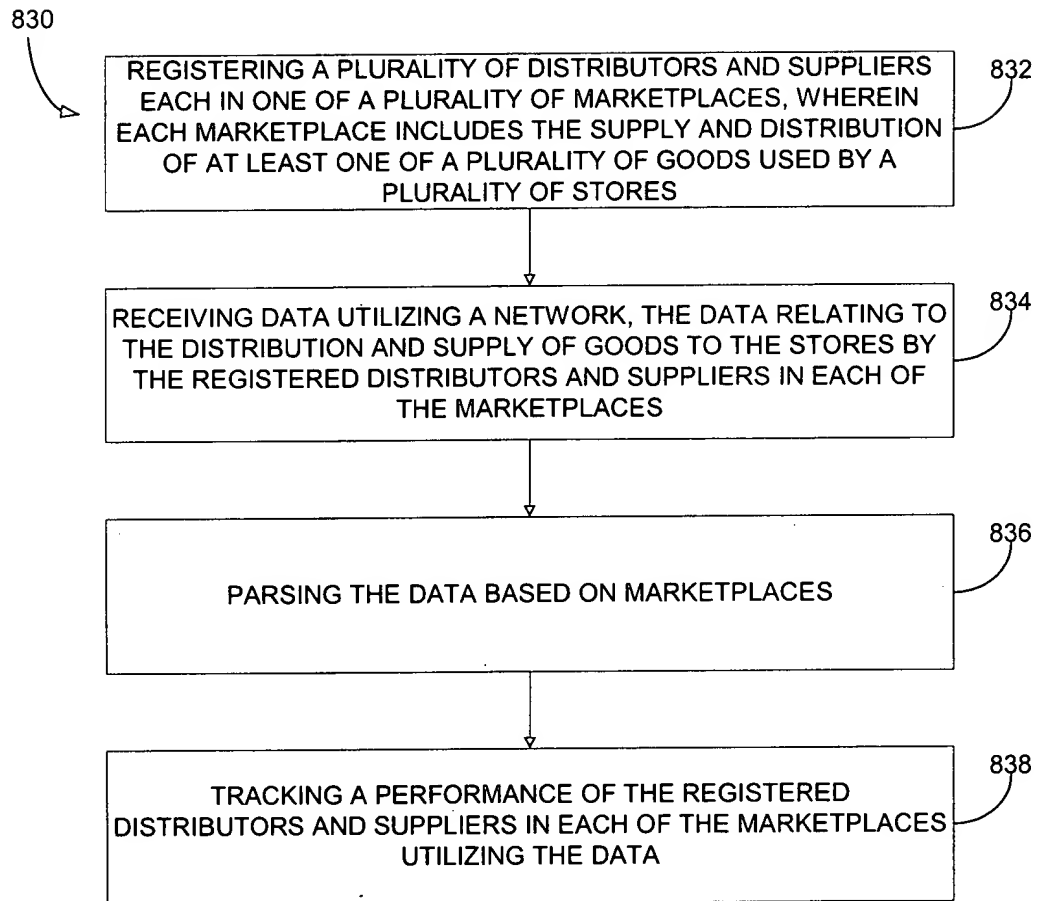 830
REGISTERING A PLURALITY OF DISTRIBUTORS AND SUPPLIERS
EACH IN ONE OF A PLURALITY OF MARKETPLACES, WHEREIN
EACH MARKETPLACE INCLUDES THE SUPPLY AND DISTRIBUTION
OF AT LEAST ONE OF A PLURALITY OF GOODS USED BY A
PLURALITY OF STORES
832
RECEIVING DATA UTILIZING A NETWORK, THE DATA RELATING TO
THE DISTRIBUTION AND SUPPLY OF GOODS TO THE STORES BY
THE REGISTERED DISTRIBUTORS AND SUPPLIERS IN EACH OF
THE MARKETPLACES
834
PARSING THE DATA BASED ON MARKETPLACES
836
TRACKING A PERFORMANCE OF THE REGISTERED
DISTRIBUTORS AND SUPPLIERS IN EACH OF THE MARKETPLACES
UTILIZING THE DATA
838